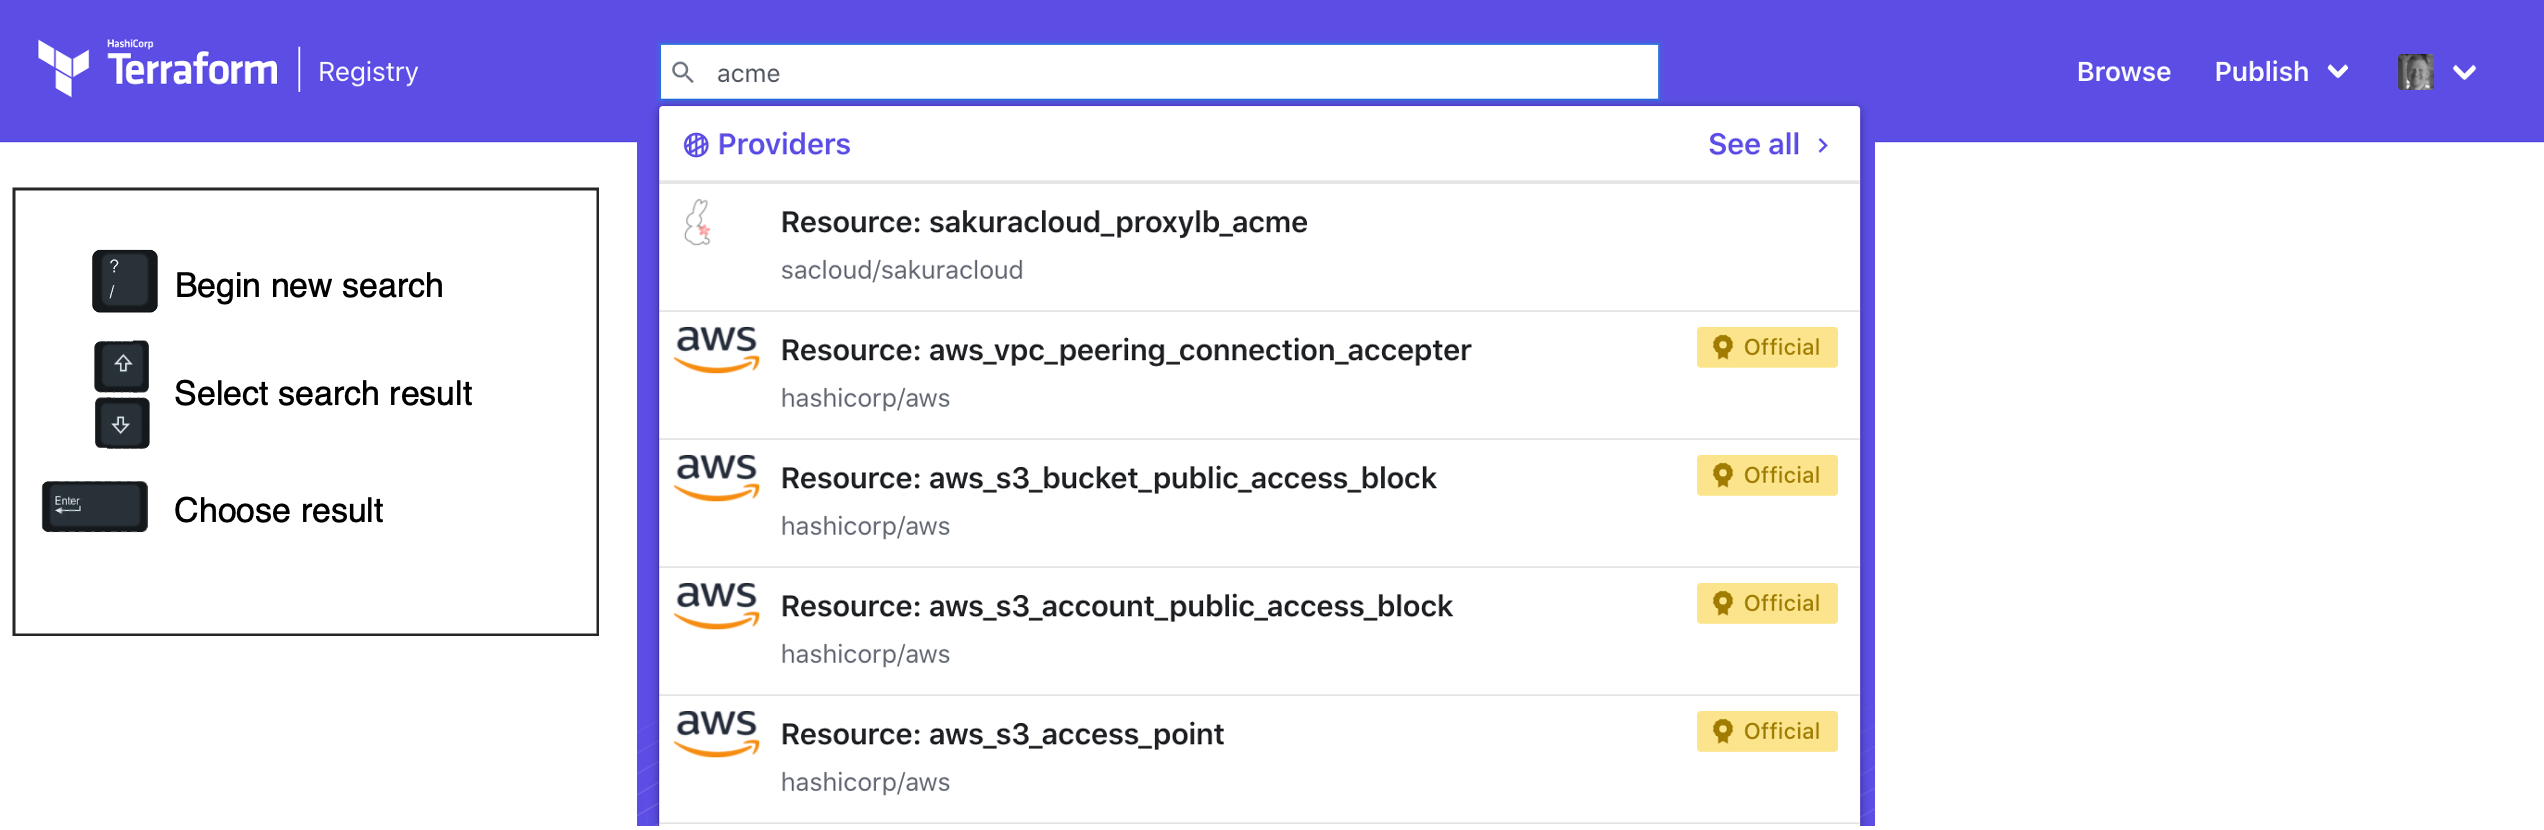 HashiCorp
Terraform
Registry
acme
Browse
Publish
Providers
See all
?
/
Begin new search
Select search result
Enter
Choose result
Resource: sakuracloud_proxylb_acme
sacloud/sakuracloud
aws
Resource: aws_vpc_peering_connection_accepter
Official
hashicorp/aws
aws
Resource: aws_s3_bucket_public_access_block
Official
hashicorp/aws
aws
Resource: aws_s3_account_public_access_block
Official
hashicorp/aws
aws
Resource: aws_s3_access_point
Official
hashicorp/aws